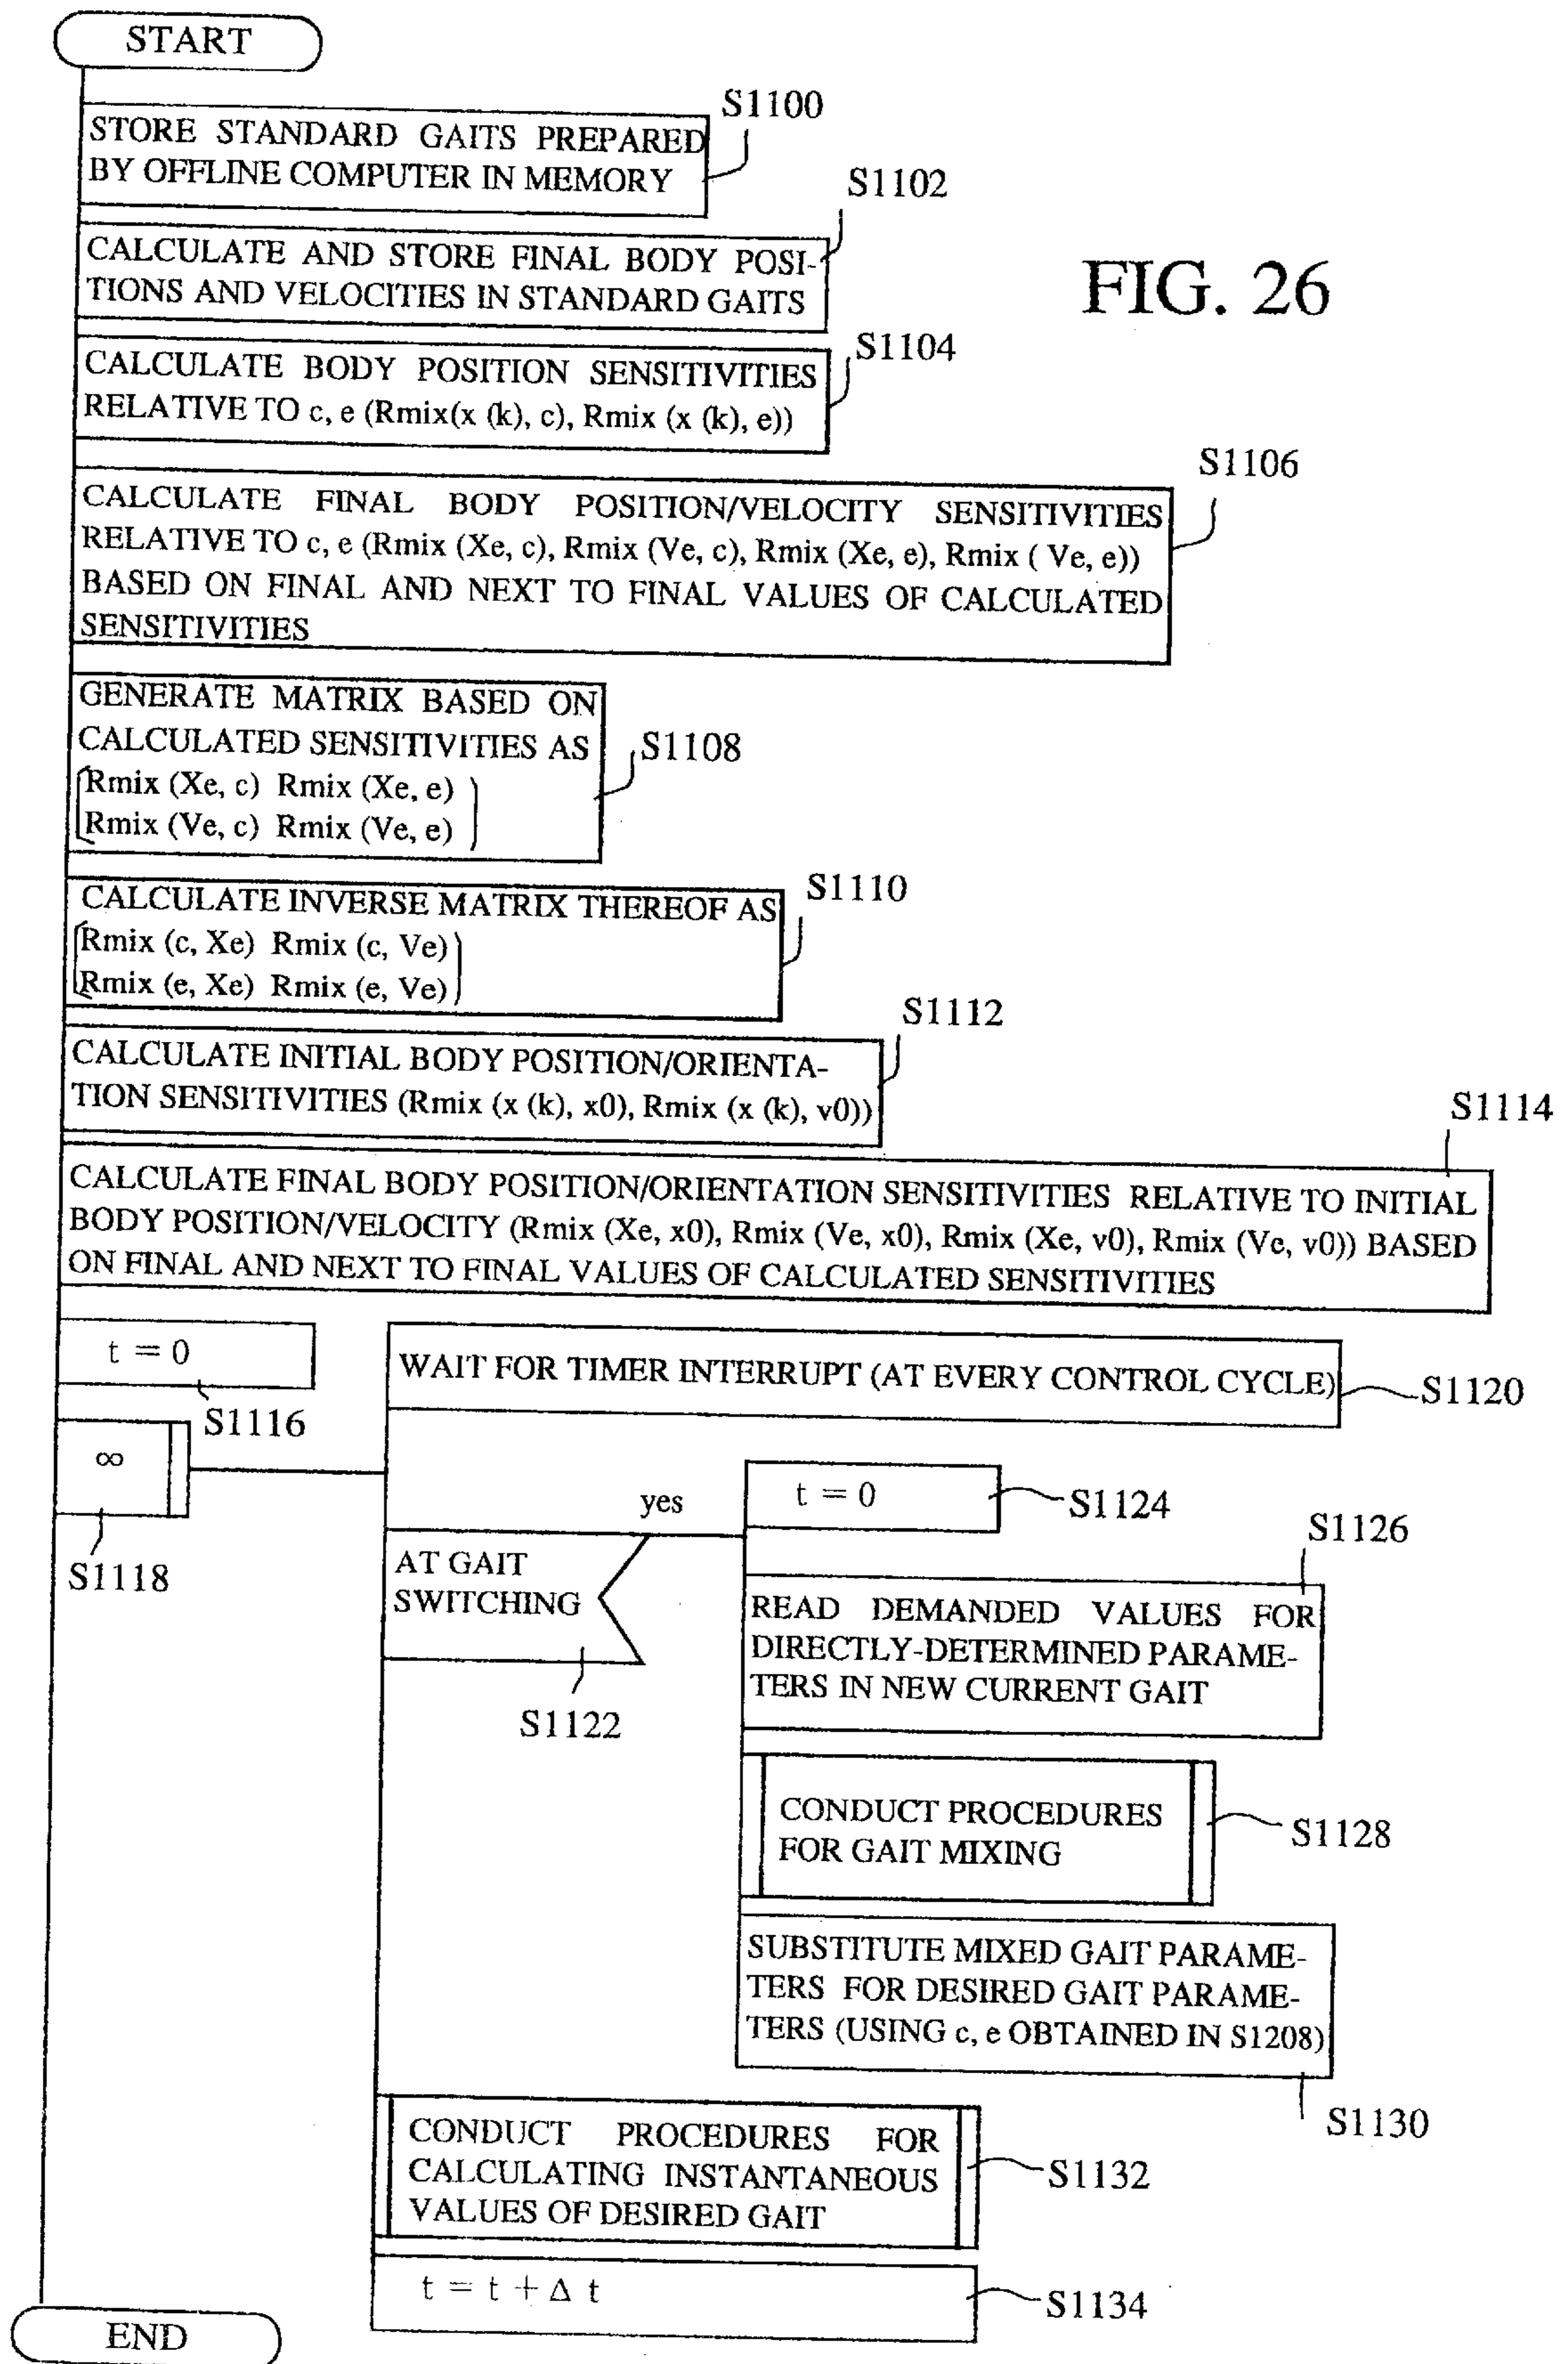 START
S1100
STORE STANDARD GAITS PREPARED
BY OFFLINE COMPUTER IN MEMORY
S1102
CALCULATE AND STORE FINAL BODY POSI-
TIONS AND VELOCITIES IN STANDARD GAITS
FIG. 26
S1104
CALCULATE BODY POSITION SENSITIVITIES
RELATIVE TO c, e (Rmix(x (k), c), Rmix (x (k), e))
S1106
CALCULATE FINAL BODY POSITION/VELOCITY SENSITIVITIES
RELATIVE TO c, e (Rmix (Xe, c), Rmix (Ve, c), Rmix (Xe, e), Rmix ( Ve, e))
BASED ON FINAL AND NEXT TO FINAL VALUES OF CALCULATED
SENSITIVITIES
GENERATE MATRIX BASED ON
CALCULATED SENSITIVITIES AS
S1108
Rmix (Xe, c) Rmix (Xe, e)
Rmix (Ve, c) Rmix (Ve, e)
S1110
CALCULATE INVERSE MATRIX THEREOF AS
Rmix (c, Xe) Rmix (c, Ve)
Rmix (e, Xe) Rmix (e, Ve)
S1112
CALCULATE INITIAL BODY POSITION/ORIENTA-
TION SENSITIVITIES (Rmix (x (k), x0), Rmix (x (k), v0))
S1114
CALCULATE FINAL BODY POSITION/ORIENTATION SENSITIVITIES RELATIVE TO INITIAL
BODY POSITION/VELOCITY (Rmix (Xe, x0), Rmix (Ve, x0), Rmix (Xe, v0), Rmix (Ve, v0)) BASED
ON FINAL AND NEXT TO FINAL VALUES OF CALCULATED SENSITIVITIES
t = 0
S1116
WAIT FOR TIMER INTERRUPT (AT EVERY CONTROL CYCLE)
S1120
∞
S1118
yes
AT GAIT
SWITCHING
S1122
t = 0
S1124
S1126
READ DEMANDED VALUES FOR
DIRECTLY-DETERMINED PARAME-
TERS IN NEW CURRENT GAIT
CONDUCT PROCEDURES
FOR GAIT MIXING
S1128
SUBSTITUTE MIXED GAIT PARAME-
TERS FOR DESIRED GAIT PARAME-
TERS (USING c, e OBTAINED IN S1208)
S1130
CONDUCT PROCEDURES FOR
CALCULATING INSTANTANEOUS
VALUES OF DESIRED GAIT
S1132
t = t + Δ t
S1134
END